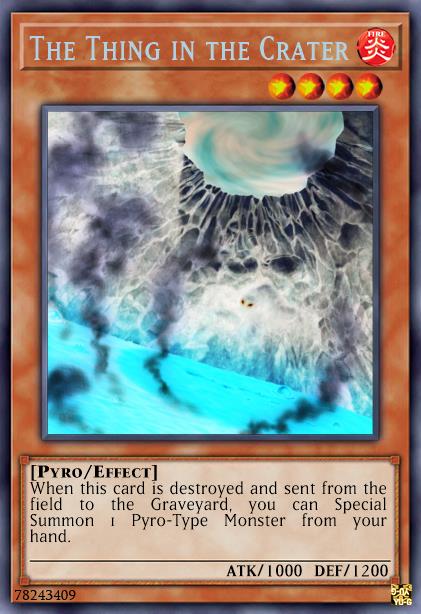 THE THING IN THE CRATER
FIRE
炎
[PYRO/EFFECT]
When this card is destroyed and sent from the
field to the Graveyard, you can Special
Summon 1 Pyro-Type Monster from your
hand.
ATK/1000 DEF/1200
78243409